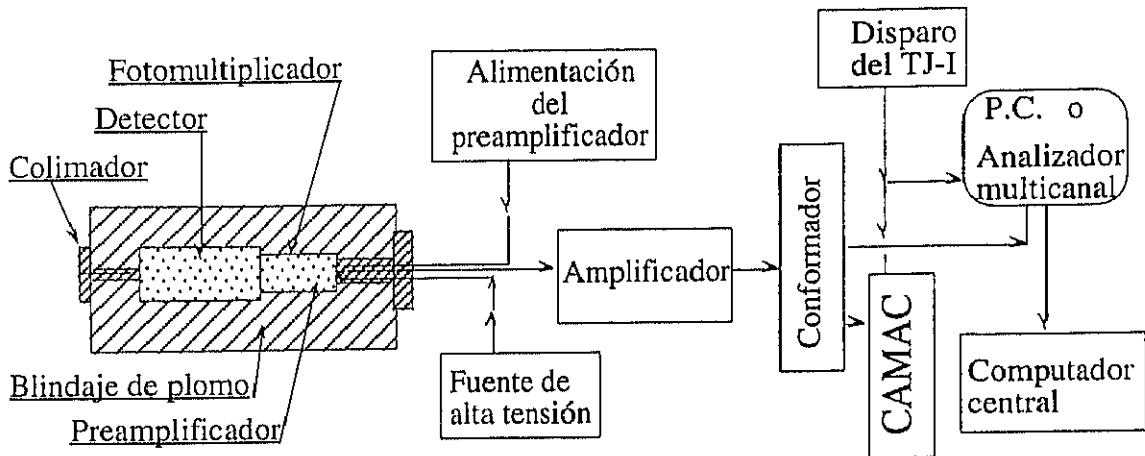 Fotomultiplicador
Detector
Colimador
Blindaje de plomo
Preamplificador
Alimentación
del
preamplificador
Fuente de
alta tensión
Amplificador
Conformador
Disparo
del TJ-I
CAMAC
P.C. o
Analizador
multicanal
Computador
central